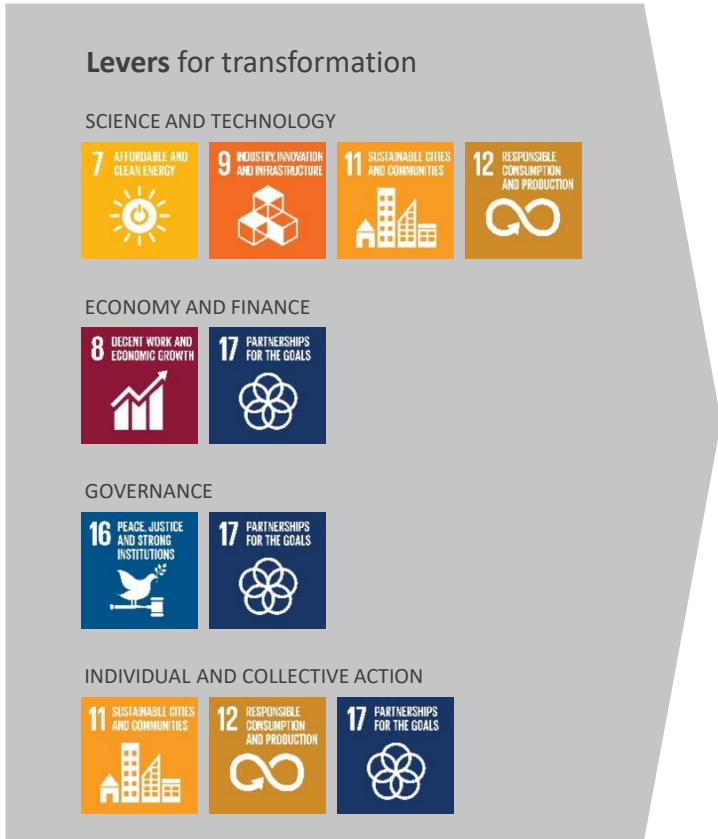 Levers for transformation
SCIENCE AND TECHNOLOGY
7 AFFORDABLE AND
CLEAN ENERGY
9 INDUSTRY, INNOVATION
AND INFRASTRUCTURE
11 SUSTAINABLE CITIES
AND COMMUNITIES
12 RESPONSIBLE
CONSUMPTION
AND PRODUCTION
ECONOMY AND FINANCE
8 DECENT WORK AND
ECONOMIC GROWTH
17 PARTNERSHIPS
FOR THE GOALS
GOVERNANCE
16 PEACE, JUSTICE
AND STRONG
INSTITUTIONS
17 PARTNERSHIPS
FOR THE GOALS
INDIVIDUAL AND COLLECTIVE ACTION
11 SUSTAINABLE CITIES
AND COMMUNITIES
12 RESPONSIBLE
CONSUMPTION
AND PRODUCTION
17 PARTNERSHIPS
FOR THE GOALS